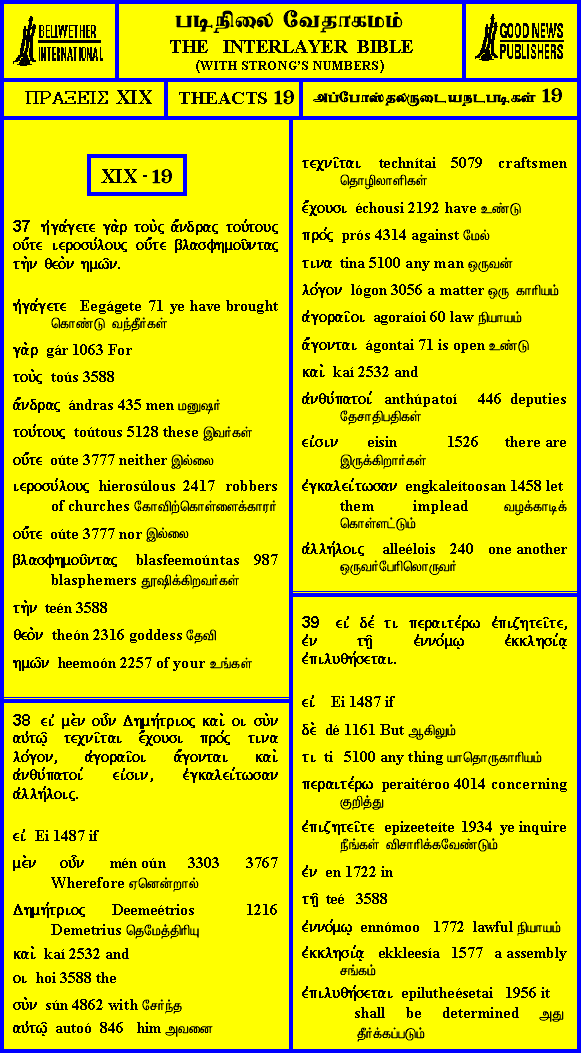 BELLWETHER
INTERNATIONAL
படிநிலை வேதாகமம்
THE INTERLAYER BIBLE
(WITH STRONG'S NUMBERS)
GOOD NEWS
PUBLISHERS
ΠΡΑΞΕΙΣ XIX
THEACTS 19
அப்போஸ்தலருடையநடபடிகள் 19
XIX - 19
37 ἠγάγετε γὰρ τοὺς ἄνδρας τούτους
οὔτε ιεροσύλους οὔτε βλασφημοῦντας
τὴν θεὸν ημῶν.
ἠγάγετε Eegágete 71 ye have brought
கொண்டு வந்தீர்கள்
γὰρ gár 1063 For
τοὺς toús 3588
ἄνδρας ándras 435 men மனுஷர்
τούτους toútous 5128 these இவர்கள்
οὔτε oúte 3777 neither இல்லை
ιεροσύλους hierosúlous 2417 robbers
of churches கோவிற்கொள்ளைக்காரர்
οὔτε oúte 3777 nor இல்லை
βλασφημοῦντας blasfeemoúntas 987
blasphemers தூஷிக்கிறவர்கள்
τὴν teén 3588
θεὸν theón 2316 goddess தேவி
ημῶν heemoón 2257 of your உங்கள்
38 εἰ μὲν οὖν Δημήτριος καὶ οι σὺν
αὐτῷ τεχνῖται ἔχουσι πρός τινα
λόγον, ἀγοραῖοι ἄγονται καὶ
ἀνθύπατοί εἰσιν, ἐγκαλείτωσαν
ἀλλήλοις.
εἰ Ei 1487 if
μὲν οὖν mén oún 3303 3767
Wherefore ஏனென்றால்
Δημήτριος Deemeétrios 1216
Demetrius தெமேத்திரியு
καὶ kaí 2532 and
οι hoi 3588 the
σὺν sún 4862 with சேர்ந்த
αὐτῷ autoó 846 him அவனை
τεχνῖται technítai 5079 craftsmen
தொழிலாளிகள்
ἔχουσι échousi 2192 have உண்டு
πρός prós 4314 against மேல்
τινα tina 5100 any man ஒருவன்
λόγον lógon 3056 a matter ஒரு காரியம்
ἀγοραῖοι agoraíoi 60 law நியாயம்
ἄγονται ágontai 71 is open உண்டு
καὶ kaí 2532 and
ἀνθύπατοί anthúpatoí 446 deputies
தேசாதிபதிகள்
εἰσιν eisin 1526 there are
இருக்கிறார்கள்
ἐγκαλείτωσαν engkaleítoosan 1458 let
them implead வழக்காடிக்
கொள்ளட்டும்
ἀλλήλοις alleélois 240 one another
ஒருவர்பேரிலொருவர்
39 εἰ δέ τι περαιτέρω ἐπιζητεῖτε,
ἐν τῇ ἐννόμῳ ἐκκλησίᾳ
ἐπιλυθήσεται.
εἰ Ei 1487 if
δὲ dé 1161 But ஆகிலும்
τι ti 5100 any thing யாதொருகாரியம்
περαιτέρω peraitéroo 4014 concerning
குறித்து
ἐπιζητεῖτε epizeeteíte 1934 ye inquire
நீங்கள் விசாரிக்கவேண்டும்
ἐν en 1722 in
τῇ teé 3588
ἐννόμῳ ennómoo 1772 lawful நியாயம்
ἐκκλησίᾳ ekkleesía 1577 a assembly
சங்கம்
ἐπιλυθήσεται epilutheésetai 1956 it
shall be determined அது
தீர்க்கப்படும்